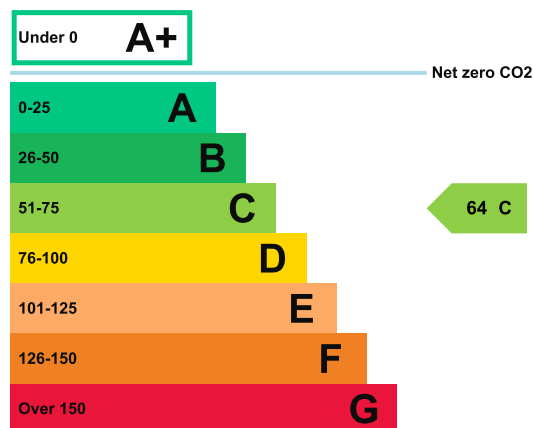 Under 0 A+
Net zero CO2
0-25 A
26-50 B
51-75 C
64 C
76-100 D
101-125 E
126-150 F
Over 150 G